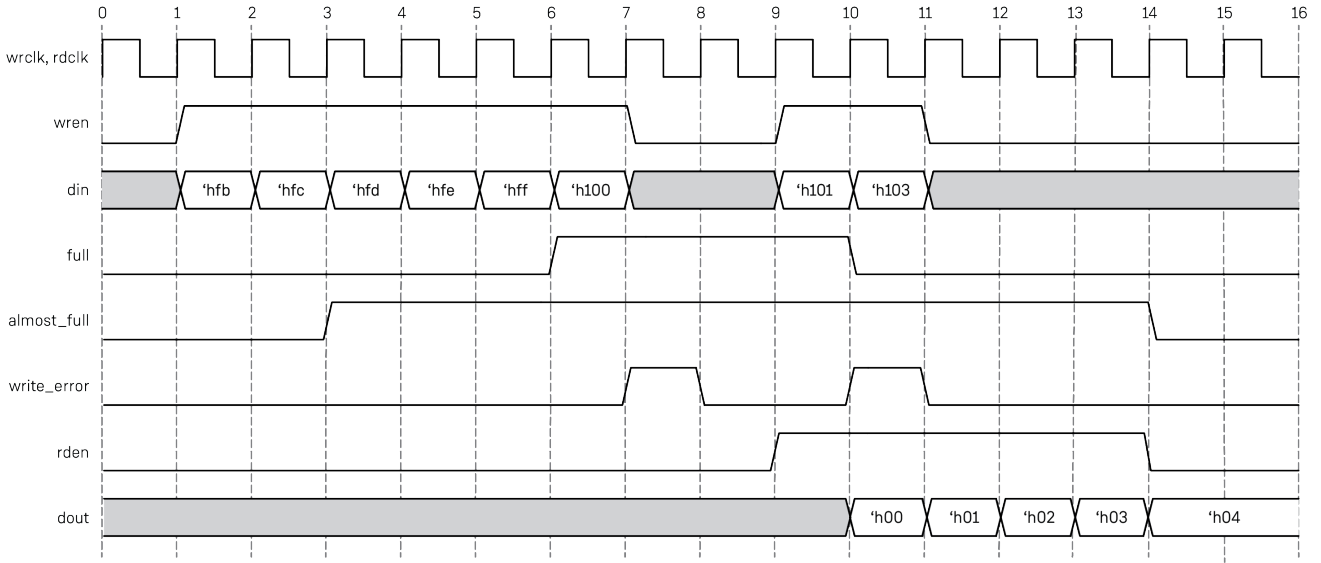 0 1 2 3 4 5 6 7 8 9 10 11 12 13 14 15 16
wrclk, rdclk
wren
din ‘hfb ‘hfc ‘hfd ‘hfe ‘hff ‘h100 ‘h101 ‘h103
full
almost_full
write_error
rden
dout ‘h00 ‘h01 ‘h02 ‘h03 ‘h04